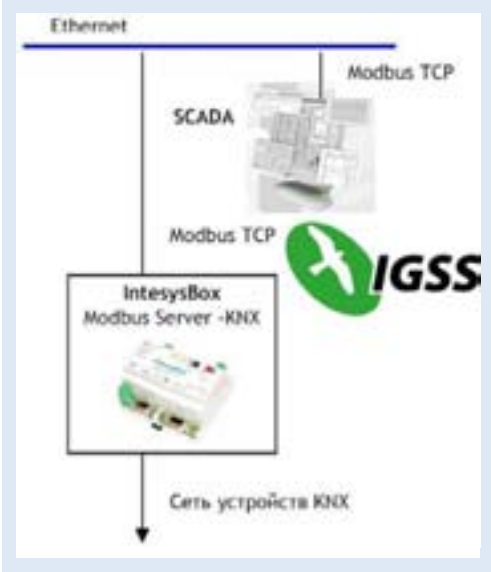 Ethernet
Modbus TCP
SCADA
Modbus TCP
IGSS
IntesysBox
Modbus Server -KNX
Сеть устройств KNX